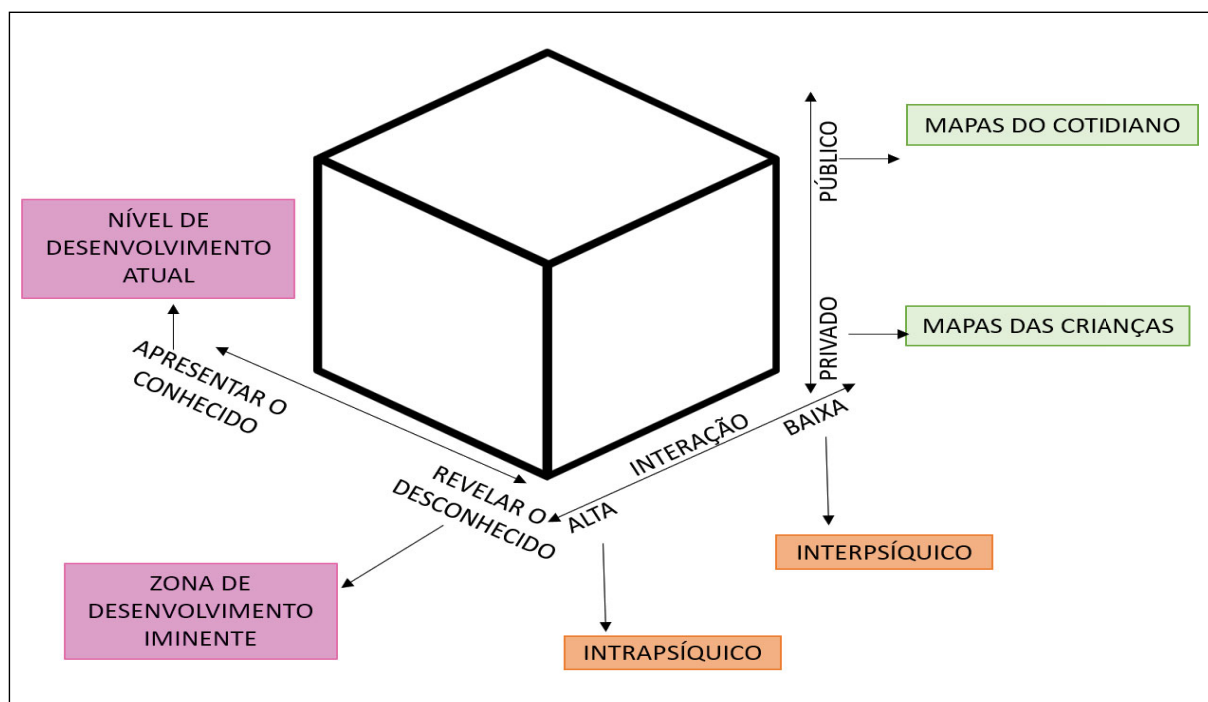 MAPAS DO COTIDIANO
PÚBLICO
NÍVEL DE
DESENVOLVIMENTO
ATUAL
PRIVADO
MAPAS DAS CRIANÇAS
APRESENTAR O
CONHECIDO
INTERAÇÃO
BAIXA
REVELAR O
DESCONHECIDO
ALTA
INTERPSÍQUICO
ZONA DE
DESENVOLVIMENTO
IMINENTE
INTRAPSÍQUICO